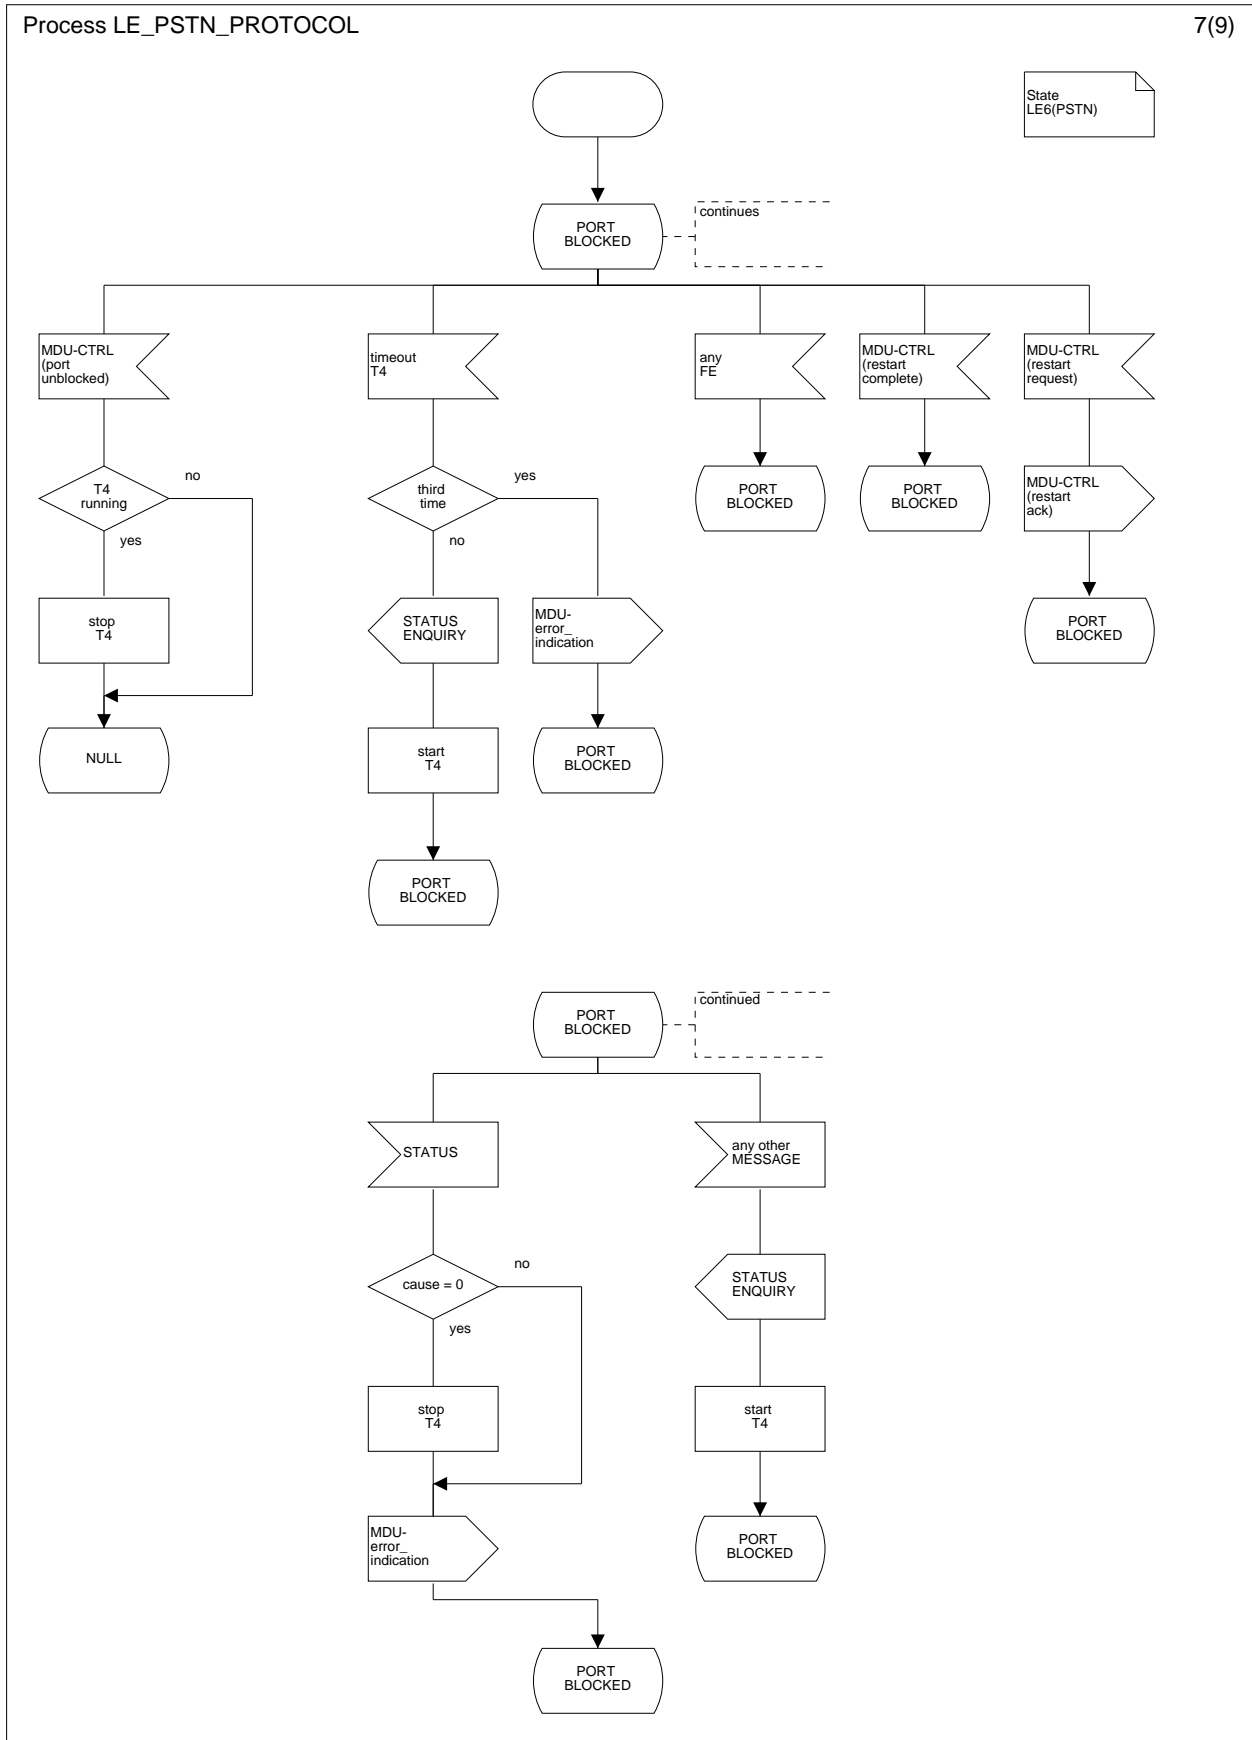 Process LE_PSTN_PROTOCOL
7(9)
State
LE6(PSTN)
PORT
BLOCKED
continues
MDU-CTRL
(port
unblocked)
timeout
T4
any
FE
MDU-CTRL
(restart
complete)
MDU-CTRL
(restart
request)
T4
running
no
yes
third
time
yes
no
PORT
BLOCKED
PORT
BLOCKED
MDU-CTRL
(restart
ack)
stop
T4
STATUS
ENQUIRY
MDU-
error_
indication
PORT
BLOCKED
NULL
start
T4
PORT
BLOCKED
PORT
BLOCKED
PORT
BLOCKED
continued
STATUS
any other
MESSAGE
cause = 0
no
yes
STATUS
ENQUIRY
stop
T4
start
T4
MDU-
error_
indication
PORT
BLOCKED
PORT
BLOCKED